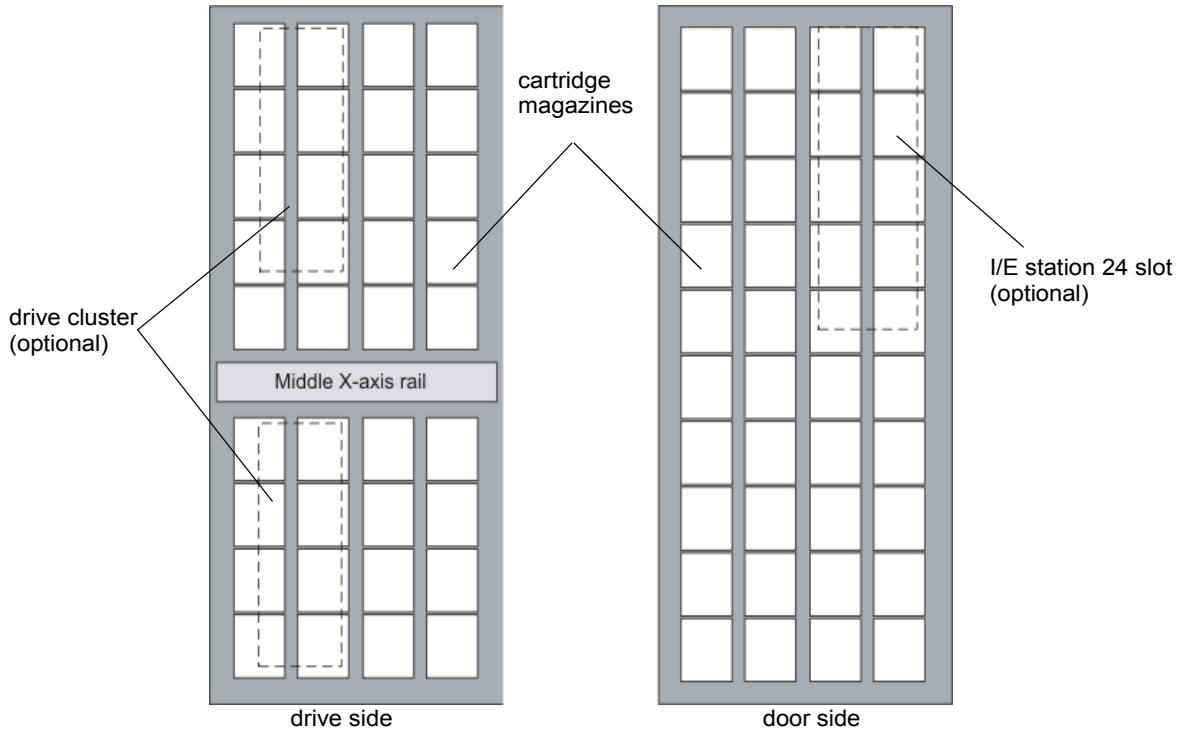 cartridge
magazines
I/E station 24 slot
(optional)
drive cluster
(optional)
Middle X-axis rail
drive side
door side